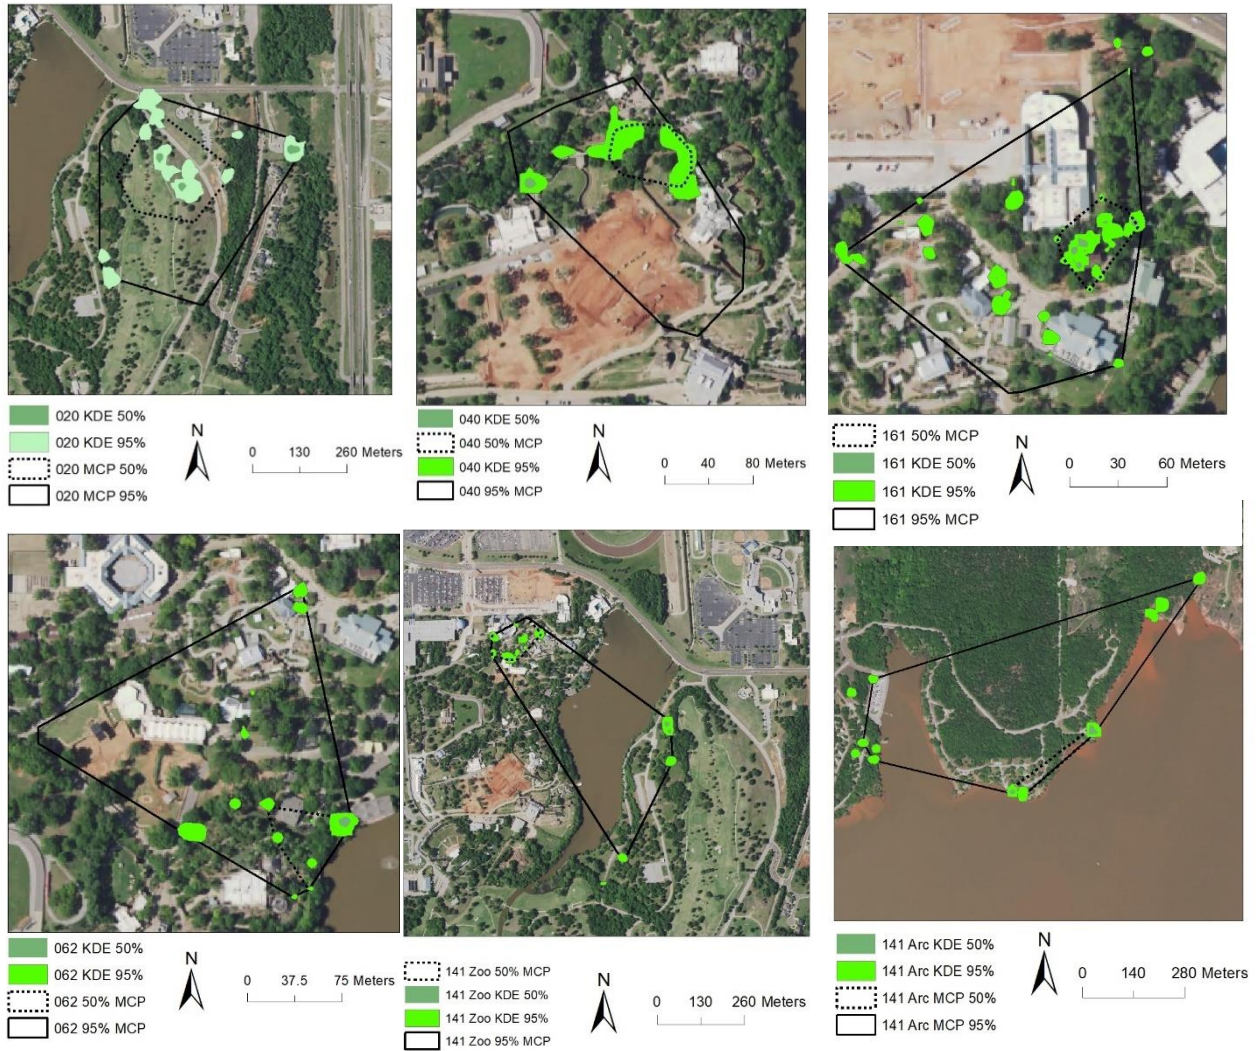 020 KDE 50%
020 KDE 95%
020 MCP 50%
020 MCP 95%
N
0 130 260 Meters
040 KDE 50%
040 50% MCP
040 KDE 95%
040 95% MCP
N
0 40 80 Meters
161 50% MCP
161 KDE 50%
161 KDE 95%
161 95% MCP
N
0 30 60 Meters
062 KDE 50%
062 KDE 95%
062 50% MCP
062 95% MCP
N
0 37.5 75 Meters
141 Zoo 50% MCP
141 Zoo KDE 50%
141 Zoo KDE 95%
141 Zoo 95% MCP
N
0 130 260 Meters
141 Arc KDE 50%
141 Arc KDE 95%
141 Arc MCP 50%
141 Arc MCP 95%
N
0 140 280 Meters